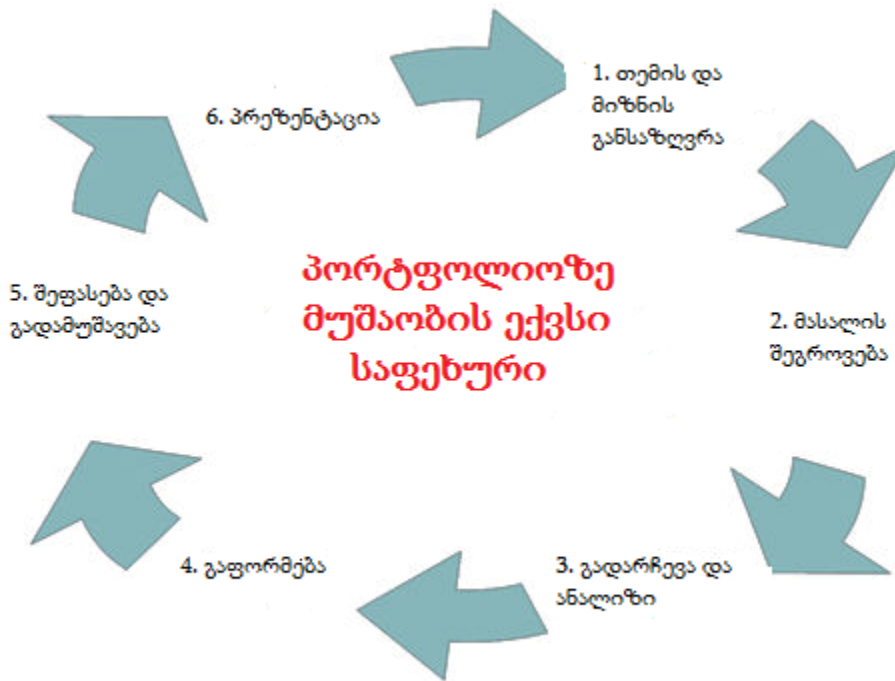 პორტფოლიოზე
მუშაობის ექვსი
საფეხური
1. თემის და
მიზნის
განსაზღვრა
2. მასალის
შეგროვება
3. გადარჩევა და
ანალიზი
4. გაფორმება
5. შეფასება და
გადამუშავება
6. პრეზენტაცია